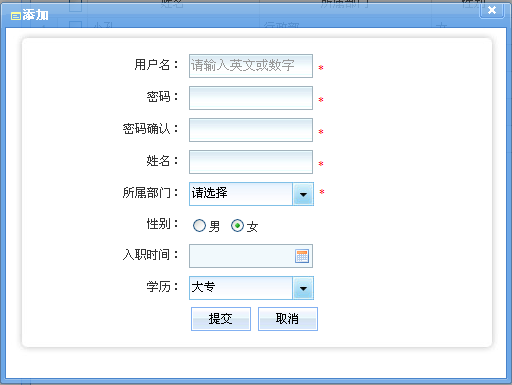 添加
用户名： 请输入英文或数字 *
密码： *
密码确认： *
姓名： *
所属部门： 请选择 *
性别： 男 女
入职时间：
学历： 大专
提交 取消